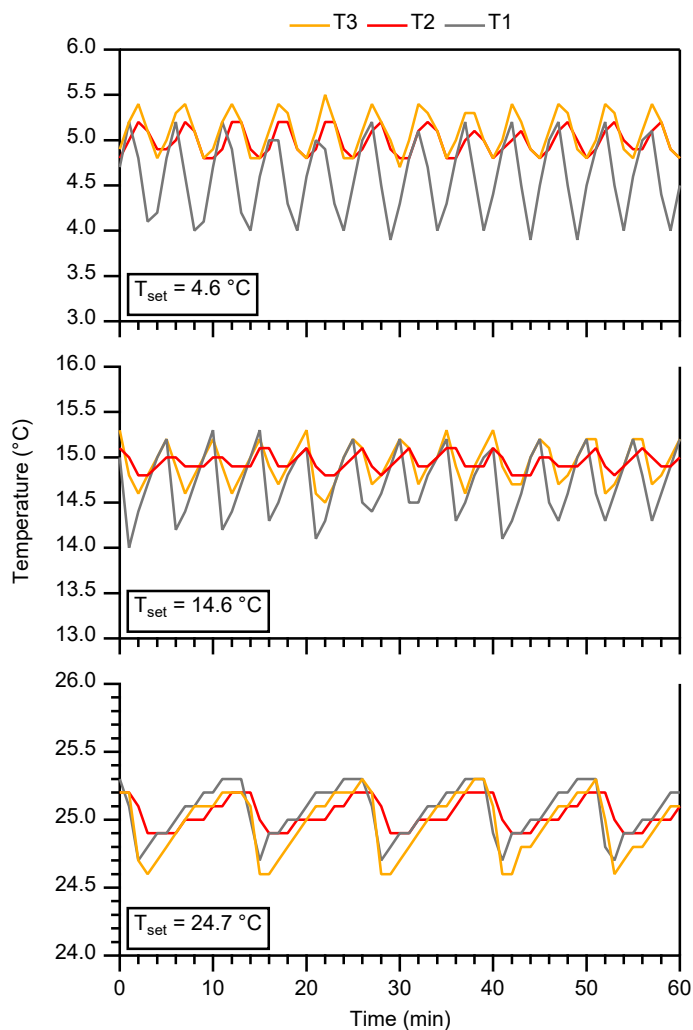 T3 T2 T1
6.0
5.5
5.0
4.5
4.0
3.5
3.0
T_set = 4.6 °C
16.0
15.5
15.0
14.5
14.0
13.5
13.0
T_set = 14.6 °C
Temperature (°C)
26.0
25.5
25.0
24.5
24.0
T_set = 24.7 °C
0 10 20 30 40 50 60
Time (min)